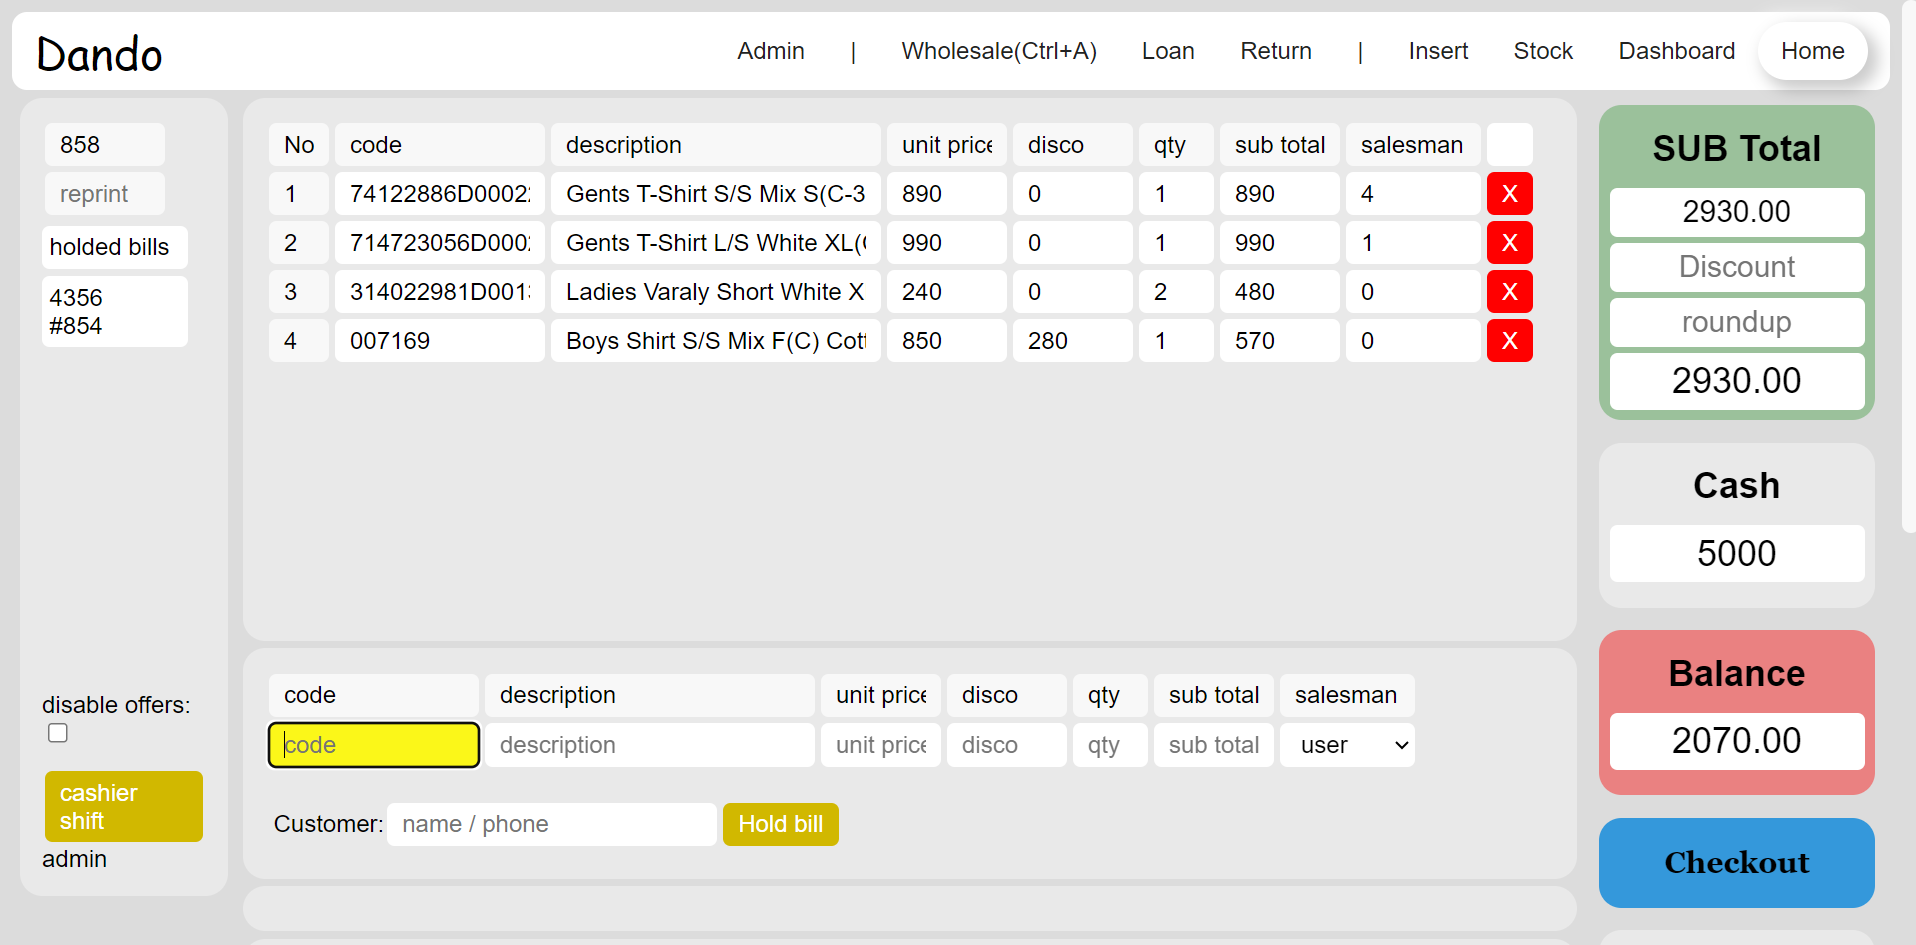 Dando
Admin | Wholesale(Ctrl+A) Loan Return | Insert Stock Dashboard Home
858
reprint
holded bills
4356
#854
disable offers:
cashier
shift
admin
No code description unit price disco qty sub total salesman
1 74122886D0002 Gents T-Shirt S/S Mix S(C-3 890 0 1 890 4 X
2 714723056D000 Gents T-Shirt L/S White XL( 990 0 1 990 1 X
3 314022981D001 Ladies Varaly Short White X 240 0 2 480 0 X
4 007169 Boys Shirt S/S Mix F(C) Cot 850 280 1 570 0 X
code description unit price disco qty sub total salesman
code description unit price disco qty sub total user
Customer: name / phone Hold bill
SUB Total
2930.00
Discount
roundup
2930.00
Cash
5000
Balance
2070.00
Checkout